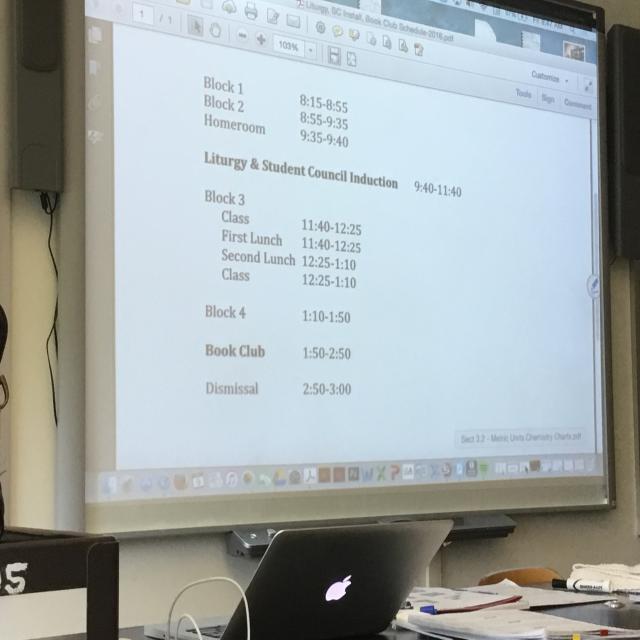 Liturgy, SC Install, Book Club Schedule-2016.pdf
1 / 1
103%
Customize
Tools Sign Comment
Block 1 8:15-8:55
Block 2 8:55-9:35
Homeroom 9:35-9:40
Liturgy & Student Council Induction 9:40-11:40
Block 3
Class 11:40-12:25
First Lunch 11:40-12:25
Second Lunch 12:25-1:10
Class 12:25-1:10
Block 4 1:10-1:50
Book Club 1:50-2:50
Dismissal 2:50-3:00
Sect 3.2 - Metric Units Chemistry Charts.pdf
05